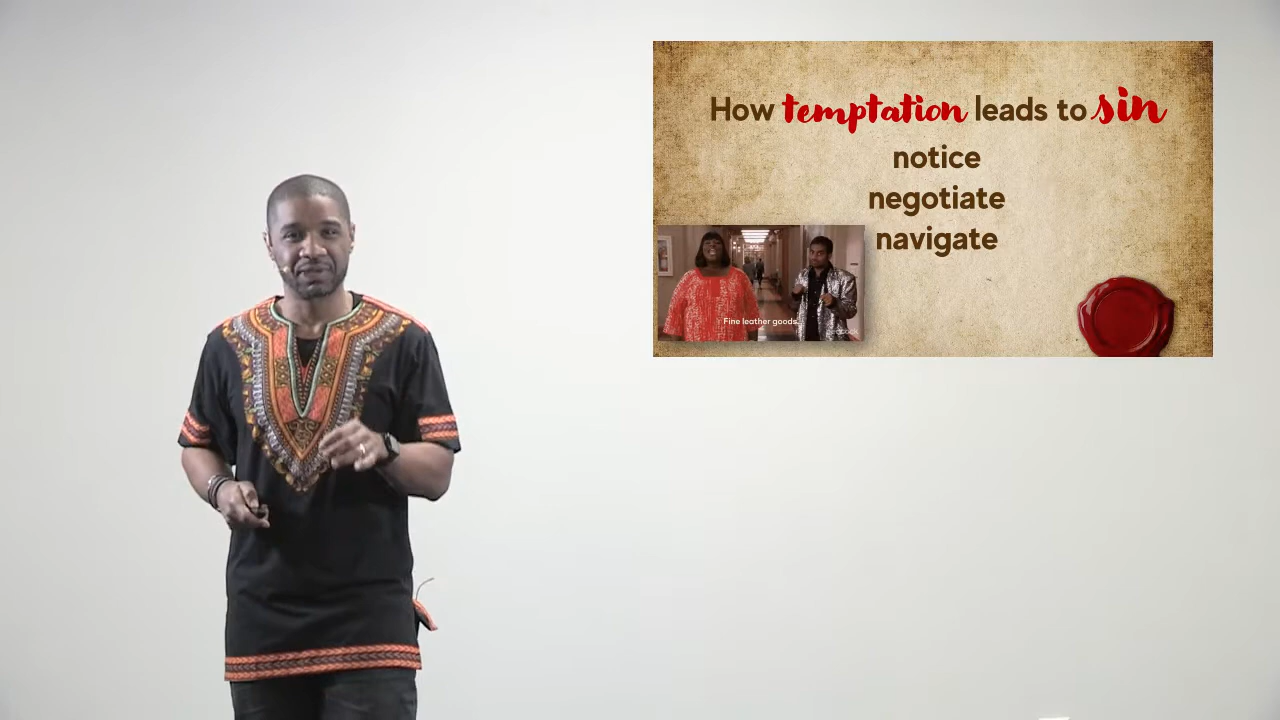 How temptation leads to sin
notice
negotiate
navigate
Fine leather goods.